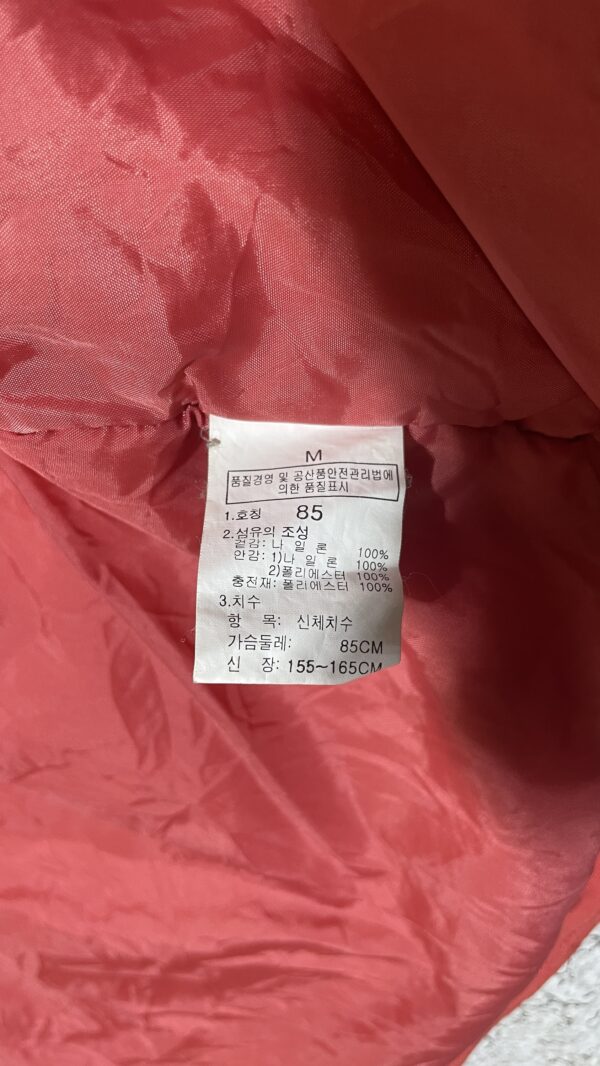 M
품질경영 및 공산품안전관리법에
의한 품질표시
1.호칭 85
2.섬유의 조성
겉감: 나 일 론 100%
안감: 1)나 일 론 100%
2)폴리에스터 100%
충전재: 폴리에스터 100%
3.치수
항 목: 신체치수
가슴둘레: 85CM
신 장: 155~165CM